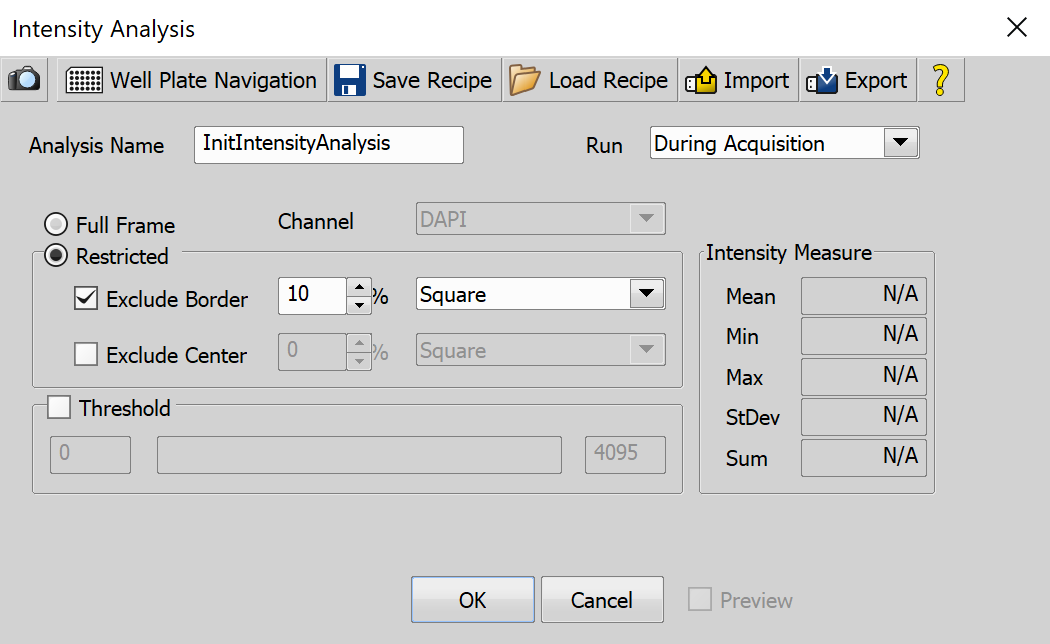 Intensity Analysis
Well Plate Navigation Save Recipe Load Recipe Import Export ?
Analysis Name InitIntensityAnalysis Run During Acquisition
Full Frame Channel DAPI
Restricted
Exclude Border 10 % Square
Exclude Center 0 % Square
Threshold
0 4095
Intensity Measure
Mean N/A
Min N/A
Max N/A
StDev N/A
Sum N/A
OK Cancel Preview